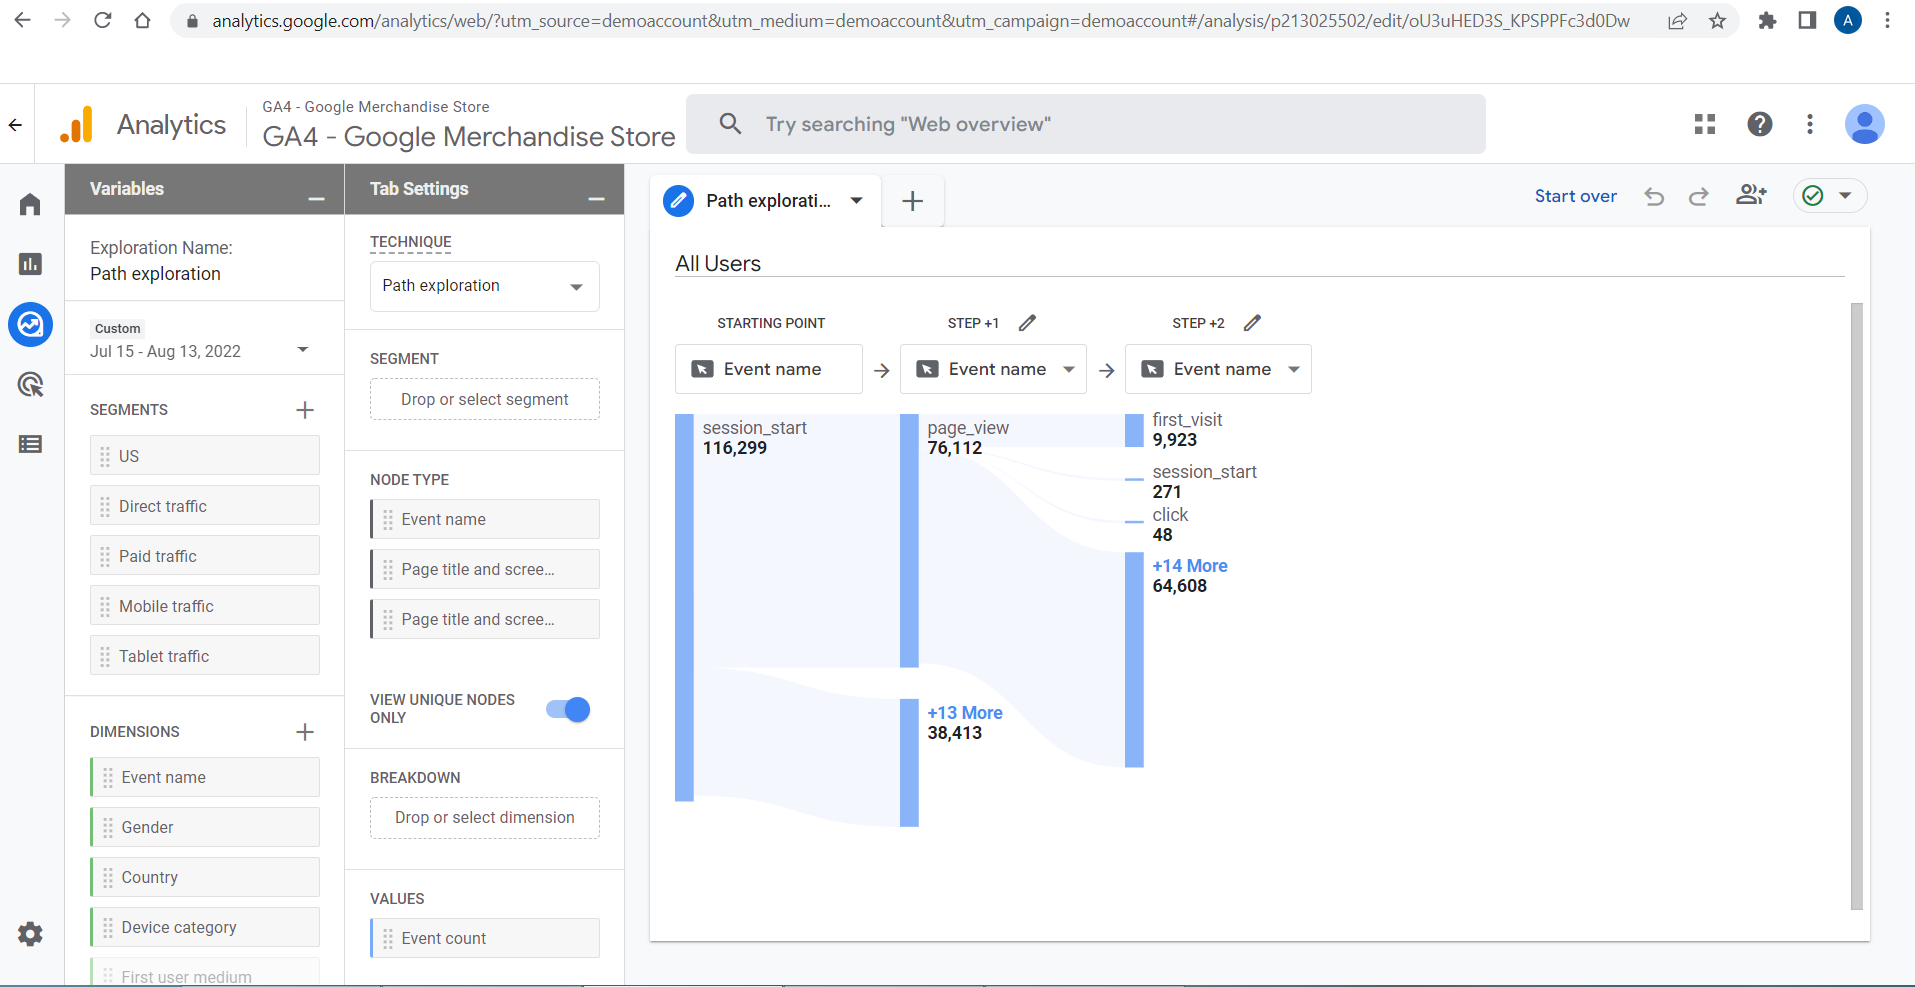 analytics.google.com/analytics/web/?utm_source=demoaccount&utm_medium=demoaccount&utm_campaign=demoaccount#/analysis/p213025502/edit/oU3uHED3S_KPSPPFc3d0Dw
A
Analytics
GA4 - Google Merchandise Store
GA4 - Google Merchandise Store
Try searching "Web overview"
Variables
Exploration Name:
Path exploration
Custom
Jul 15 - Aug 13, 2022
SEGMENTS
US
Direct traffic
Paid traffic
Mobile traffic
Tablet traffic
DIMENSIONS
Event name
Gender
Country
Device category
First user medium
Tab Settings
TECHNIQUE
Path exploration
SEGMENT
Drop or select segment
NODE TYPE
Event name
Page title and scree...
Page title and scree...
VIEW UNIQUE NODES
ONLY
BREAKDOWN
Drop or select dimension
VALUES
Event count
Path explorati...
Start over
All Users
STARTING POINT
STEP +1
STEP +2
Event name
Event name
Event name
session_start
116,299
page_view
76,112
+13 More
38,413
first_visit
9,923
session_start
271
click
48
+14 More
64,608